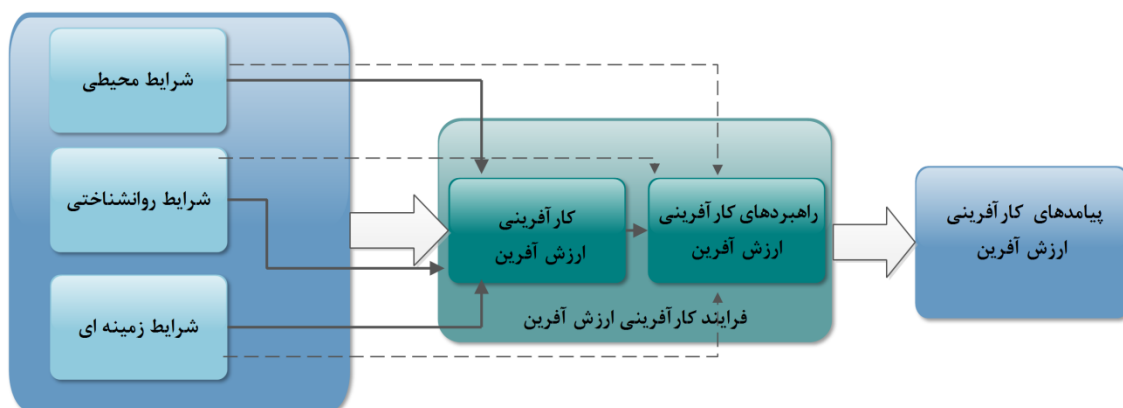 شرایط محیطی
شرایط روانشناختی
شرایط زمینه ای
کارآفرینی
ارزش آفرین
راهبردهای کارآفرینی
ارزش آفرین
فرایند کارآفرینی ارزش آفرین
پیامدهای کارآفرینی
ارزش آفرین